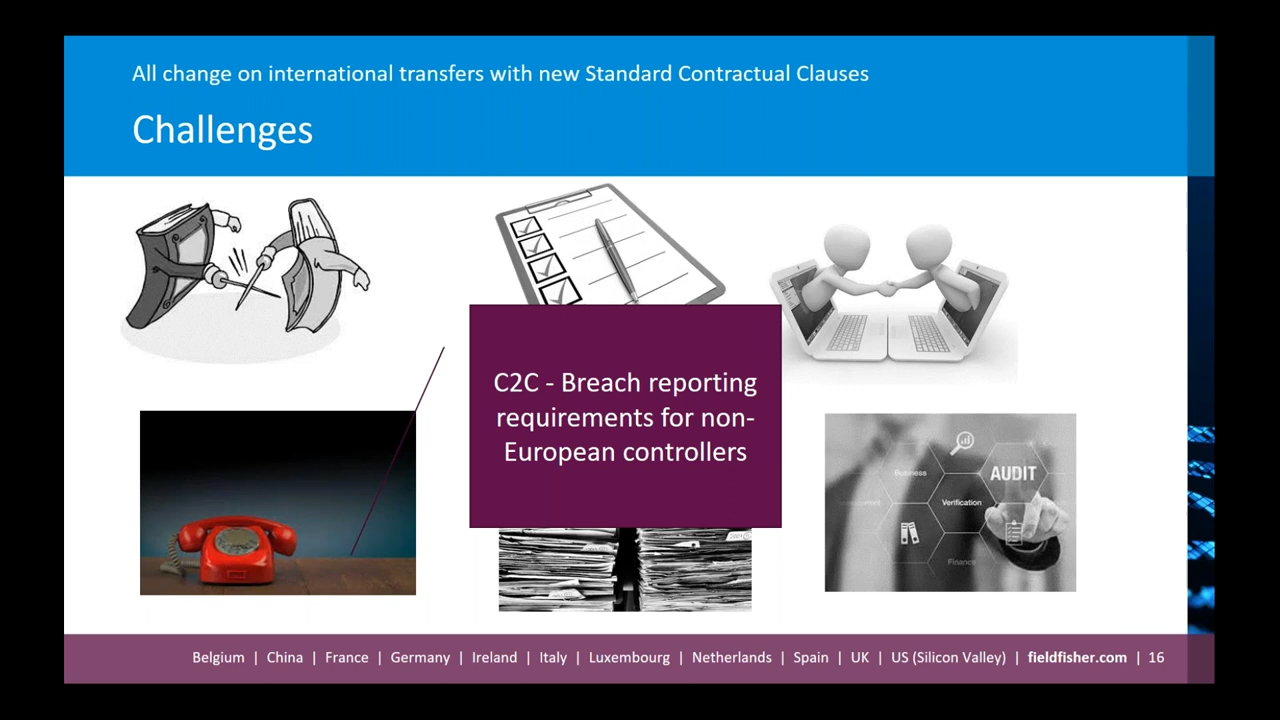 All change on international transfers with new Standard Contractual Clauses
Challenges
C2C - Breach reporting
requirements for non-
European controllers
Business
AUDIT
Verification
Finance
Belgium | China | France | Germany | Ireland | Italy | Luxembourg | Netherlands | Spain | UK | US (Silicon Valley) | fieldfisher.com | 16